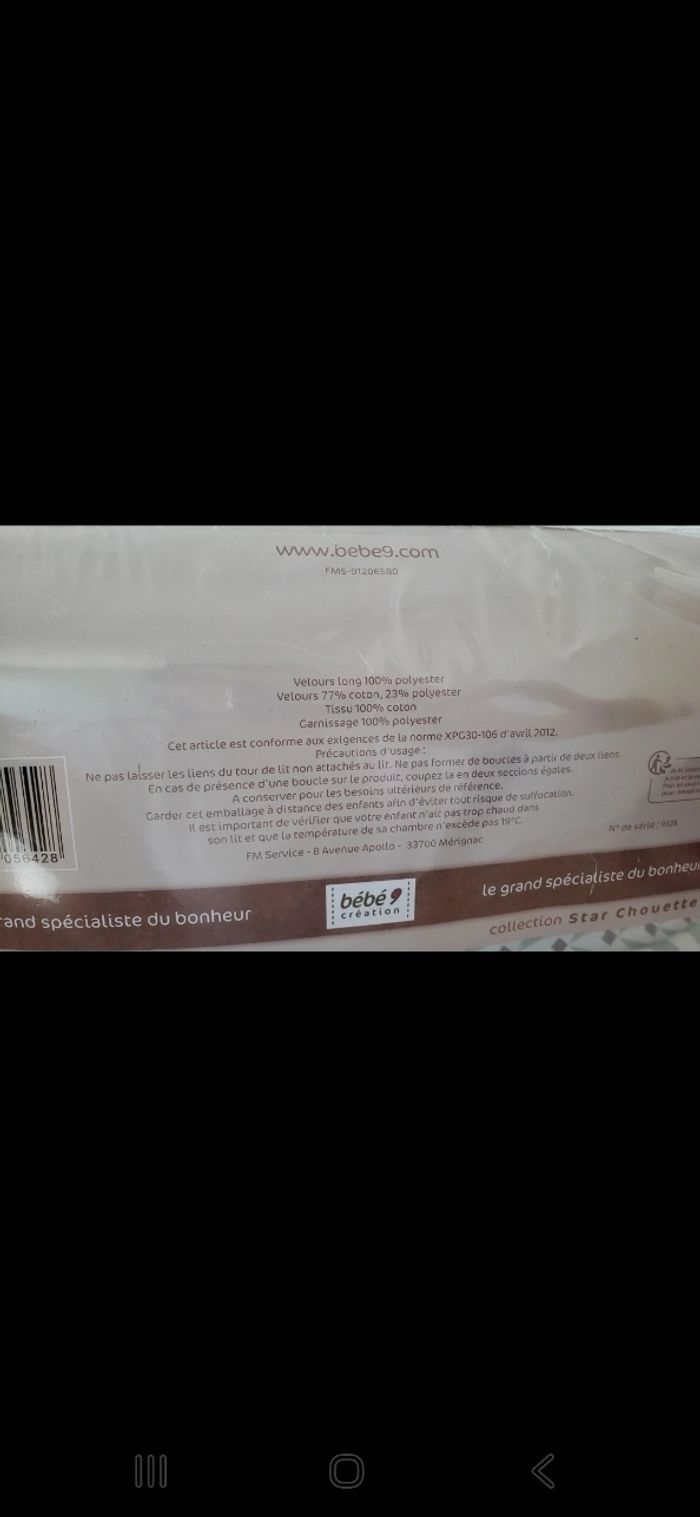 www.bebe9.com
FMS-91206580
Velours long 100% polyester
Velours 77% coton, 23% polyester
Tissu 100% coton
Garnissage 100% polyester
Cet article est conforme aux exigences de la norme XPG30-106 d'avril 2012.
Précautions d'usage :
Ne pas laisser les liens du tour de lit non attachés au lit. Ne pas former de boucles à partir de deux liens.
En cas de présence d'une boucle sur le produit, coupez la en deux sections égales.
A conserver pour les besoins ultérieurs de référence.
Garder cet emballage à distance des enfants afin d'éviter tout risque de suffocation.
Il est important de vérifier que votre enfant n'ait pas trop chaud dans
son lit et que la température de sa chambre n'excède pas 19°C.
FM Service - 8 Avenue Apollo - 33700 Mérignac
N° de série : 9328
056428
rand spécialiste du bonheur
bébé 9
création
le grand spécialiste du bonheur
collection Star Chouette